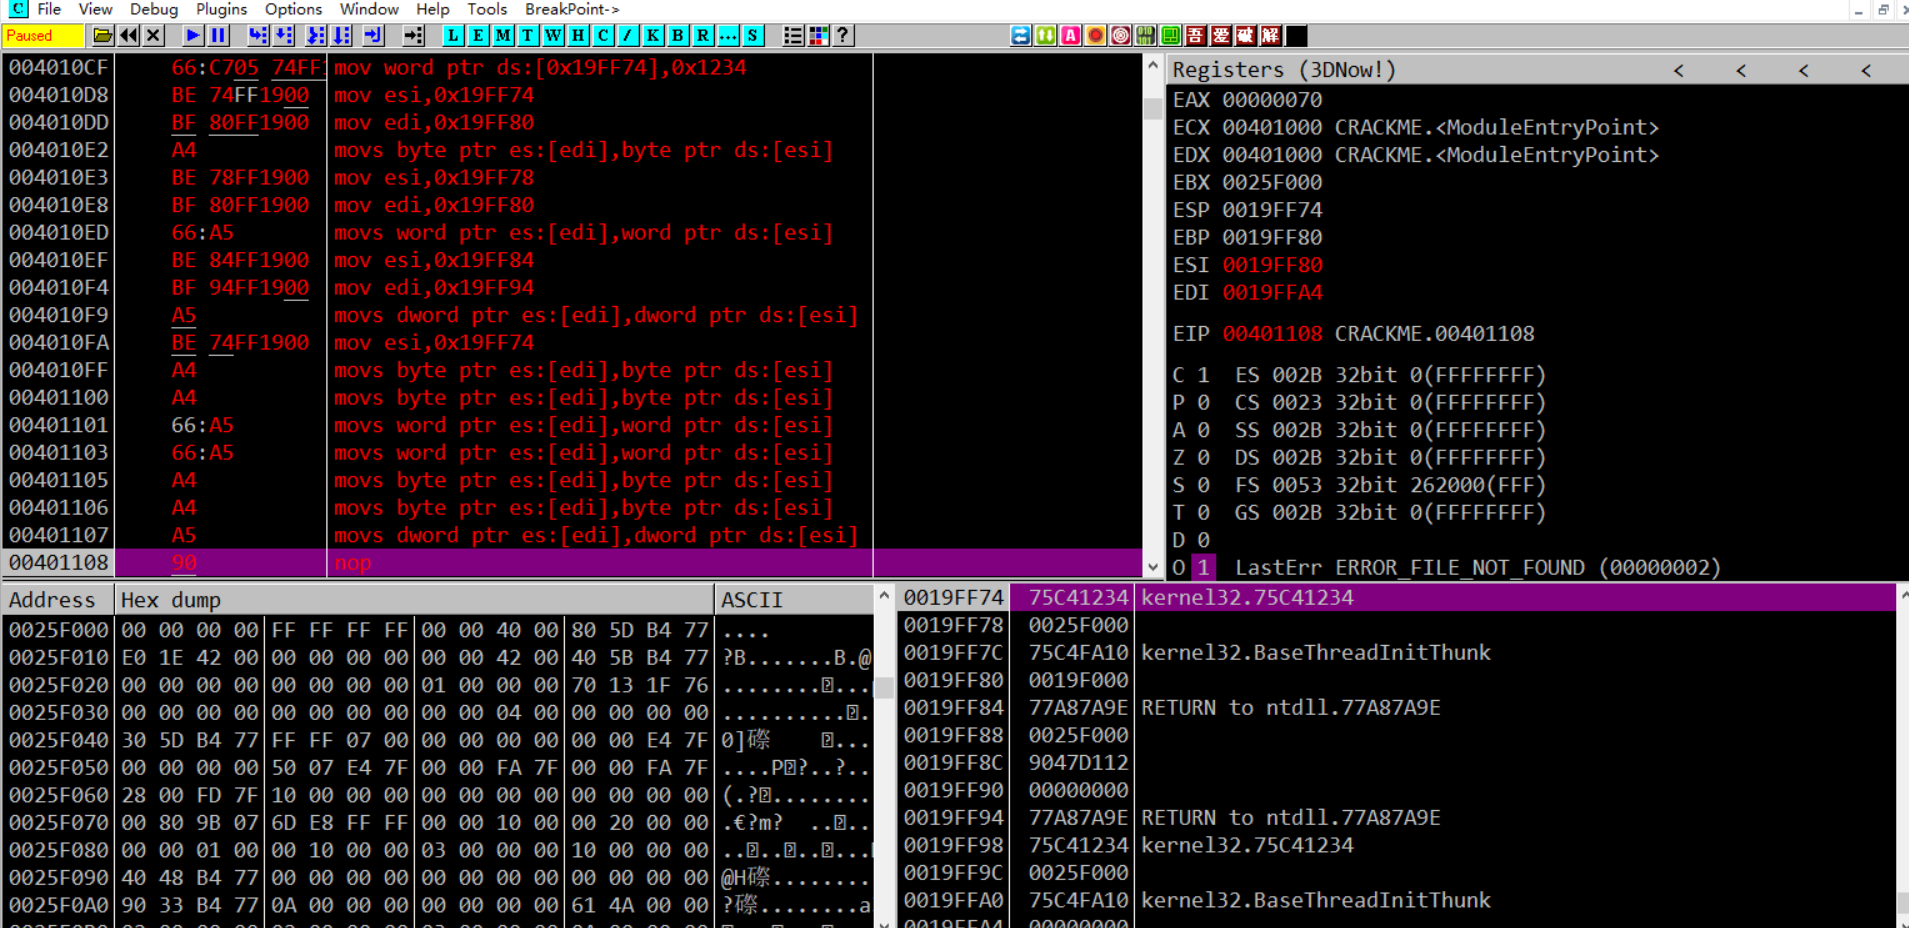 C File View Debug Plugins Options Window Help Tools BreakPoint->
Paused L E M T W H C / K B R ... S ? A 吾 爱 破 解
004010CF 66:C705 74FF1 mov word ptr ds:[0x19FF74],0x1234
004010D8 BE 74FF1900 mov esi,0x19FF74
004010DD BF 80FF1900 mov edi,0x19FF80
004010E2 A4 movs byte ptr es:[edi],byte ptr ds:[esi]
004010E3 BE 78FF1900 mov esi,0x19FF78
004010E8 BF 80FF1900 mov edi,0x19FF80
004010ED 66:A5 movs word ptr es:[edi],word ptr ds:[esi]
004010EF BE 84FF1900 mov esi,0x19FF84
004010F4 BF 94FF1900 mov edi,0x19FF94
004010F9 A5 movs dword ptr es:[edi],dword ptr ds:[esi]
004010FA BE 74FF1900 mov esi,0x19FF74
004010FF A4 movs byte ptr es:[edi],byte ptr ds:[esi]
00401100 A4 movs byte ptr es:[edi],byte ptr ds:[esi]
00401101 66:A5 movs word ptr es:[edi],word ptr ds:[esi]
00401103 66:A5 movs word ptr es:[edi],word ptr ds:[esi]
00401105 A4 movs byte ptr es:[edi],byte ptr ds:[esi]
00401106 A4 movs byte ptr es:[edi],byte ptr ds:[esi]
00401107 A5 movs dword ptr es:[edi],dword ptr ds:[esi]
00401108 90 nop
Registers (3DNow!) < < < <
EAX 00000070
ECX 00401000 CRACKME.<ModuleEntryPoint>
EDX 00401000 CRACKME.<ModuleEntryPoint>
EBX 0025F000
ESP 0019FF74
EBP 0019FF80
ESI 0019FF80
EDI 0019FFA4
EIP 00401108 CRACKME.00401108
C 1 ES 002B 32bit 0(FFFFFFFF)
P 0 CS 0023 32bit 0(FFFFFFFF)
A 0 SS 002B 32bit 0(FFFFFFFF)
Z 0 DS 002B 32bit 0(FFFFFFFF)
S 0 FS 0053 32bit 262000(FFF)
T 0 GS 002B 32bit 0(FFFFFFFF)
D 0
O 1 LastErr ERROR_FILE_NOT_FOUND (00000002)
Address Hex dump ASCII
0025F000 00 00 00 00 FF FF FF FF 00 00 40 00 80 5D B4 77 ....
0025F010 E0 1E 42 00 00 00 00 00 00 00 42 00 40 5B B4 77 ?B.......B.@
0025F020 00 00 00 00 00 00 00 00 01 00 00 00 70 13 1F 76 ...........
0025F030 00 00 00 00 00 00 00 00 00 00 04 00 00 00 00 00 ...........
0025F040 30 5D B4 77 FF FF 07 00 00 00 00 00 00 00 E4 7F 0]磜 ...
0025F050 00 00 00 00 50 07 E4 7F 00 00 FA 7F 00 00 FA 7F ....P?..?..
0025F060 28 00 FD 7F 10 00 00 00 00 00 00 00 00 00 00 00 (.?........
0025F070 00 80 9B 07 6D E8 FF FF 00 00 10 00 00 20 00 00 .€?m? ....
0025F080 00 00 01 00 00 10 00 00 03 00 00 00 10 00 00 00 .........
0025F090 40 48 B4 77 00 00 00 00 00 00 00 00 00 00 00 00 @H磜........
0025F0A0 90 33 B4 77 0A 00 00 00 00 00 00 00 61 4A 00 00 ?磜........a
0019FF74 75C41234 kernel32.75C41234
0019FF78 0025F000
0019FF7C 75C4FA10 kernel32.BaseThreadInitThunk
0019FF80 0019F000
0019FF84 77A87A9E RETURN to ntdll.77A87A9E
0019FF88 0025F000
0019FF8C 9047D112
0019FF90 00000000
0019FF94 77A87A9E RETURN to ntdll.77A87A9E
0019FF98 75C41234 kernel32.75C41234
0019FF9C 0025F000
0019FFA0 75C4FA10 kernel32.BaseThreadInitThunk
0019FFA4 00000000